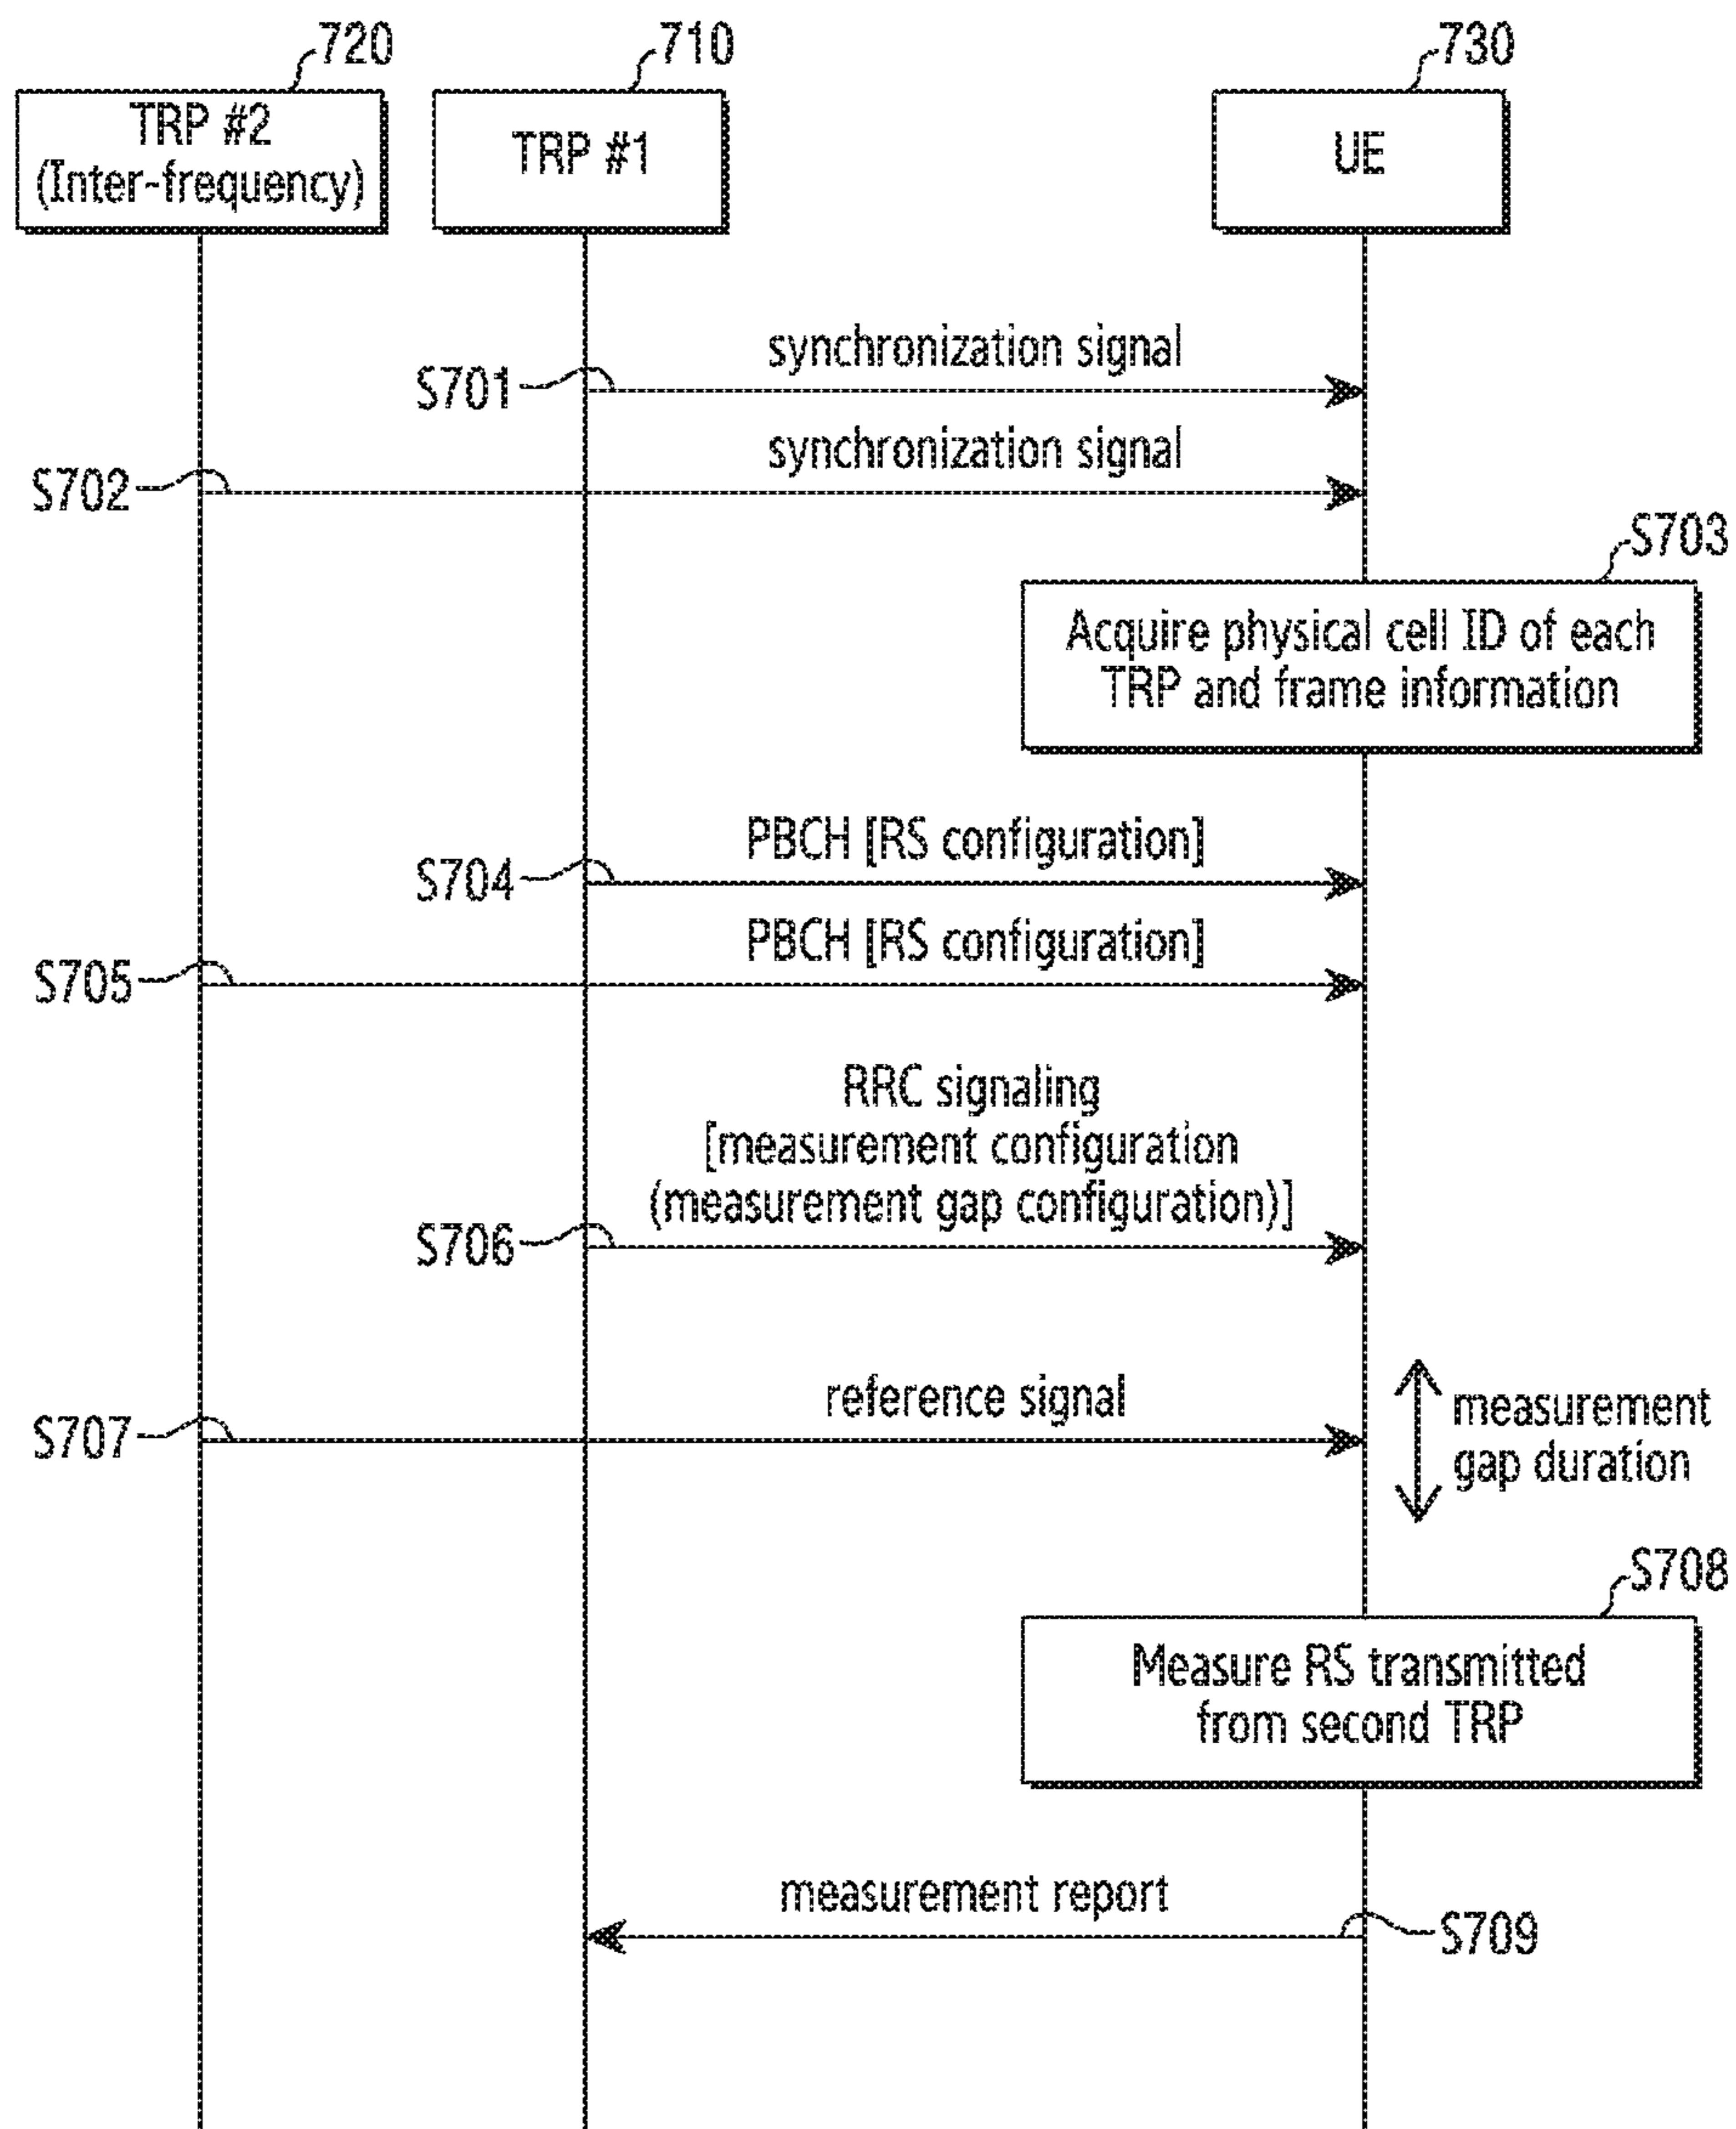 720
710
730
TRP #2
(Inter-frequency)
TRP #1
UE
synchronization signal
S701
synchronization signal
S702
S703
Acquire physical cell ID of each
TRP and frame information
PBCH [RS configuration]
S704
PBCH [RS configuration]
S705
RRC signaling
[measurement configuration
(measurement gap configuration)]
S706
reference signal
measurement
gap duration
S707
S708
Measure RS transmitted
from second TRP
measurement report
S709